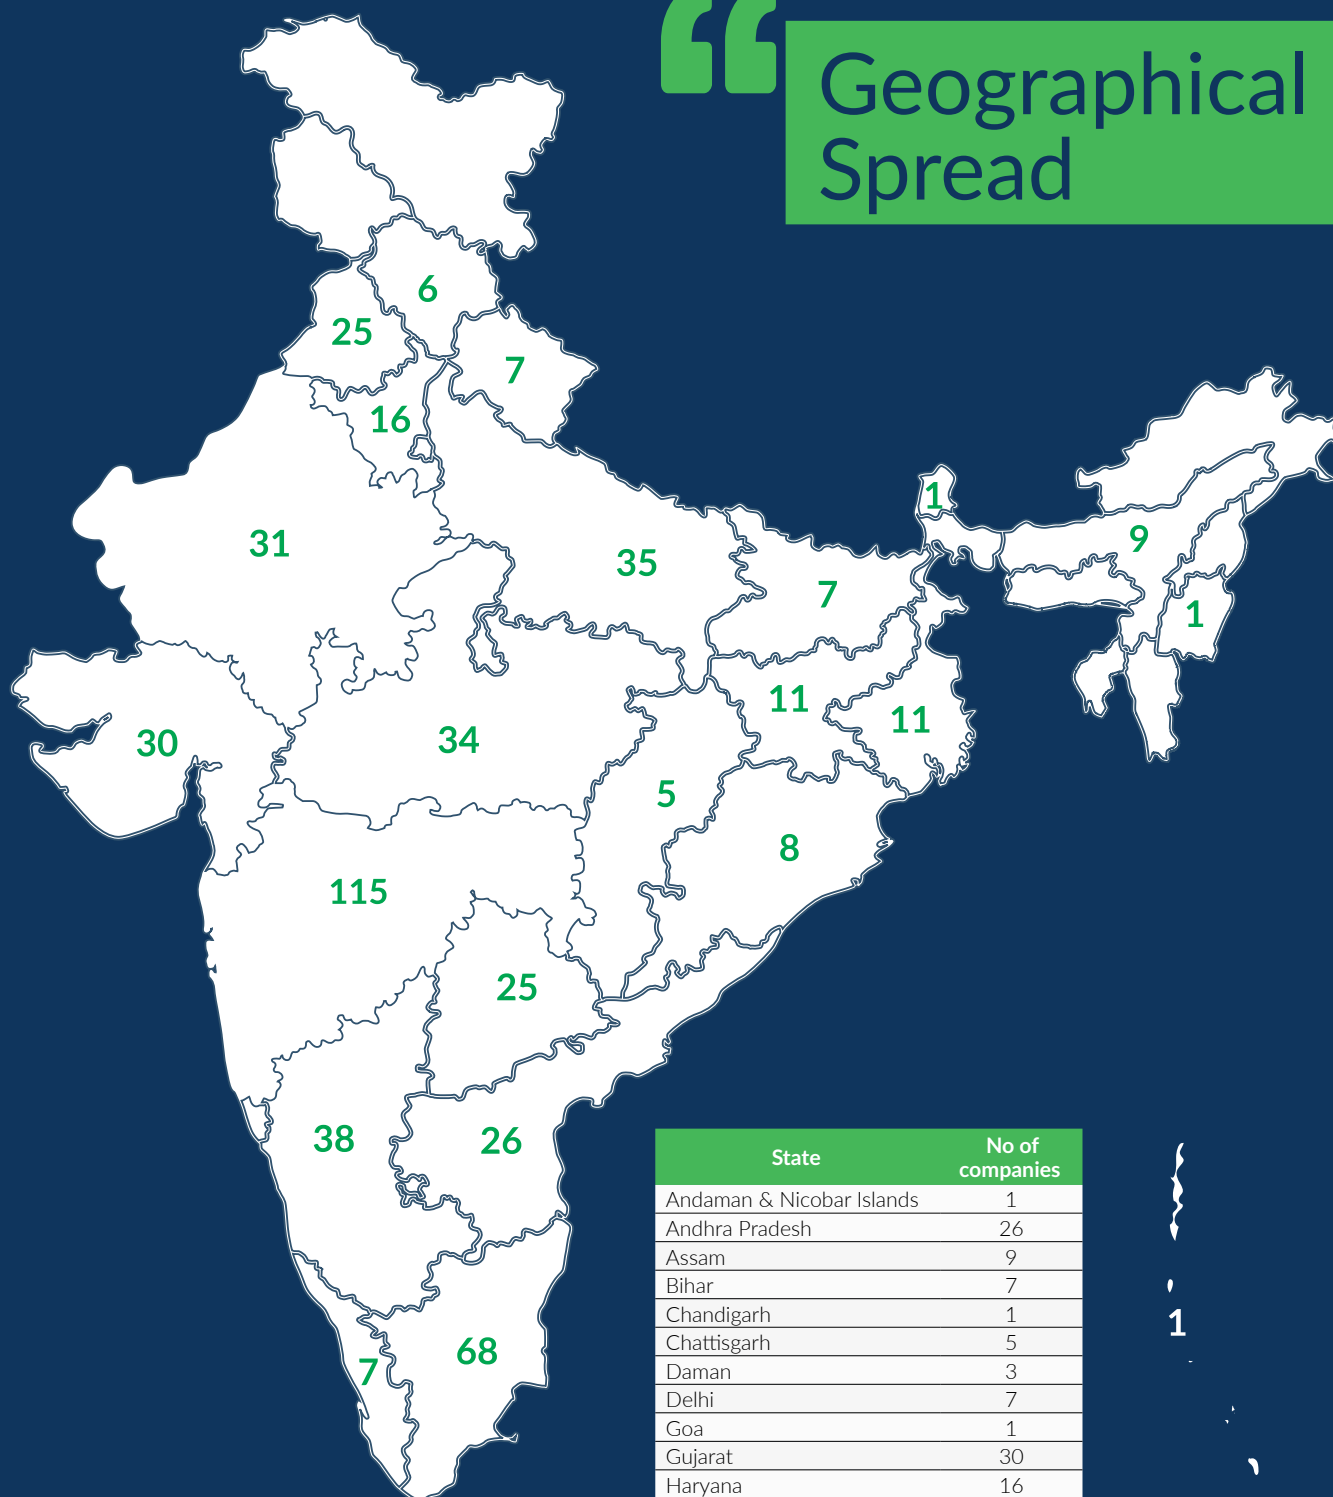 “
Geographical
Spread
6
25
7
16
1
31
9
35
7
1
11
11
30
34
5
8
115
25
38
26
68
7
1
State No of companies
Andaman & Nicobar Islands 1
Andhra Pradesh 26
Assam 9
Bihar 7
Chandigarh 1
Chattisgarh 5
Daman 3
Delhi 7
Goa 1
Gujarat 30
Haryana 16